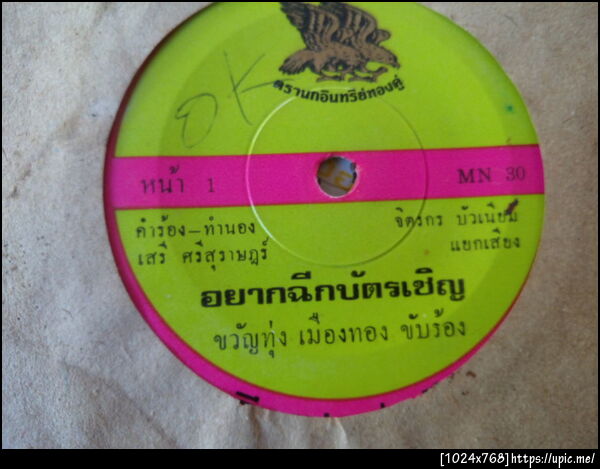 OK
ตรานกอินทรีย์ทองคู่
หน้า 1
MN 30
คำร้อง-ทำนอง
เสรี ศรีสุราษฎร์
จิตรกร บัวเนียม
แยกเสียง
อยากฉีกบัตรเชิญ
ขวัญทุ่ง เมืองทอง ขับร้อง
[1024x768]https://upic.me/